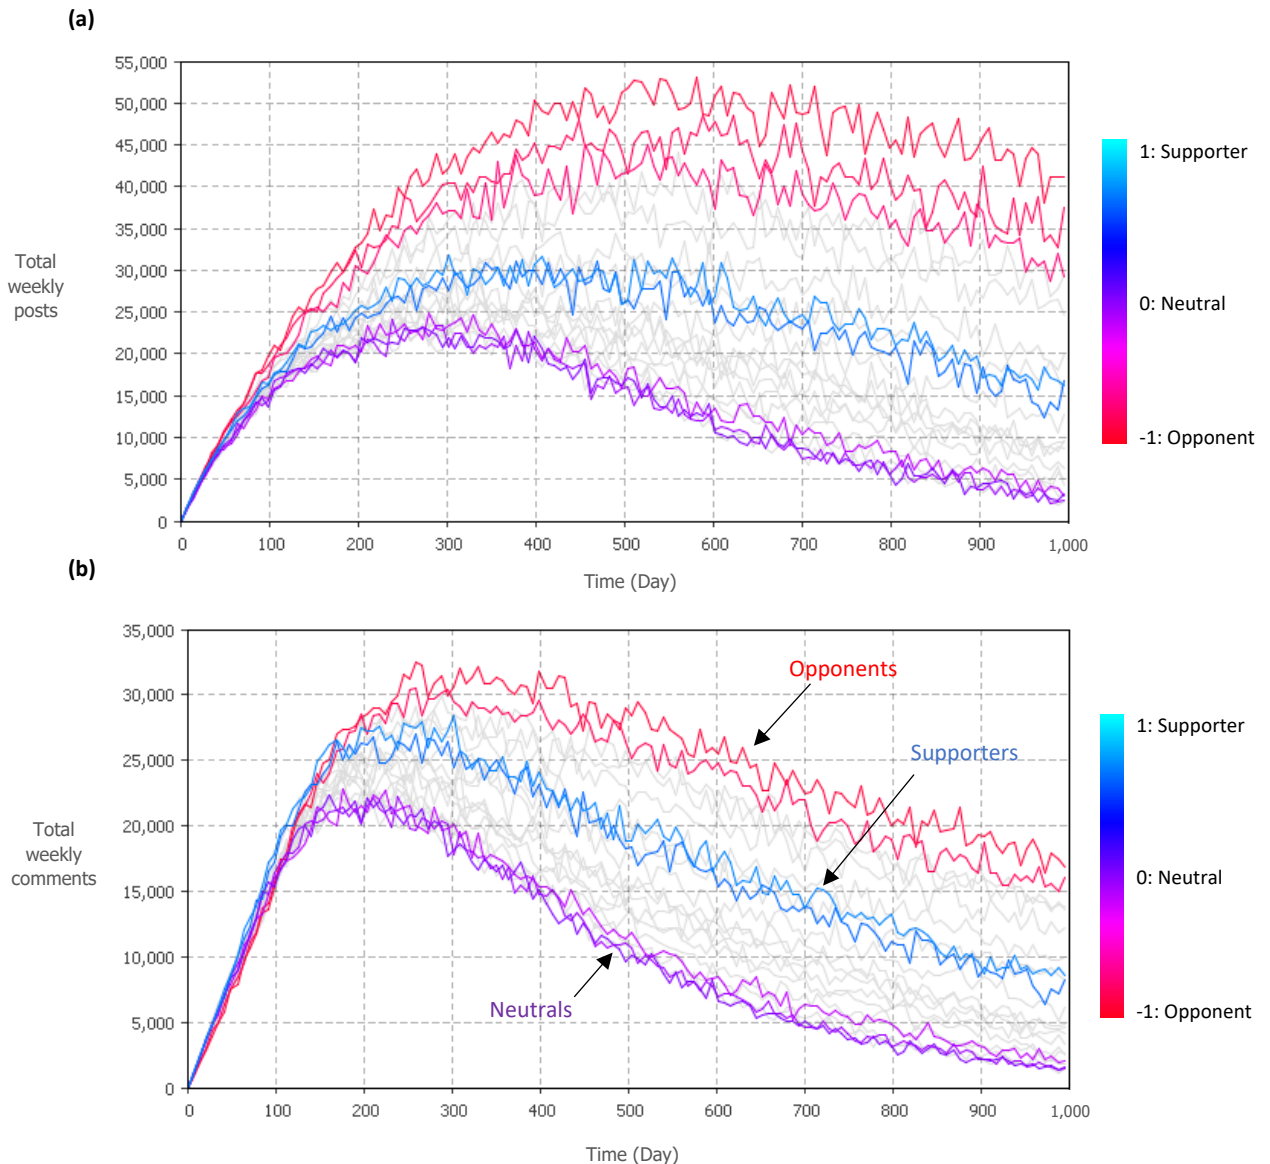 (a)
55,000
50,000
45,000
40,000
35,000
30,000
25,000
20,000
15,000
10,000
5,000
0
Total
weekly
posts
0 100 200 300 400 500 600 700 800 900 1,000
Time (Day)
1: Supporter
0: Neutral
-1: Opponent
(b)
35,000
30,000
25,000
20,000
15,000
10,000
5,000
0
Total
weekly
comments
Opponents
Supporters
Neutrals
0 100 200 300 400 500 600 700 800 900 1,000
Time (Day)
1: Supporter
0: Neutral
-1: Opponent